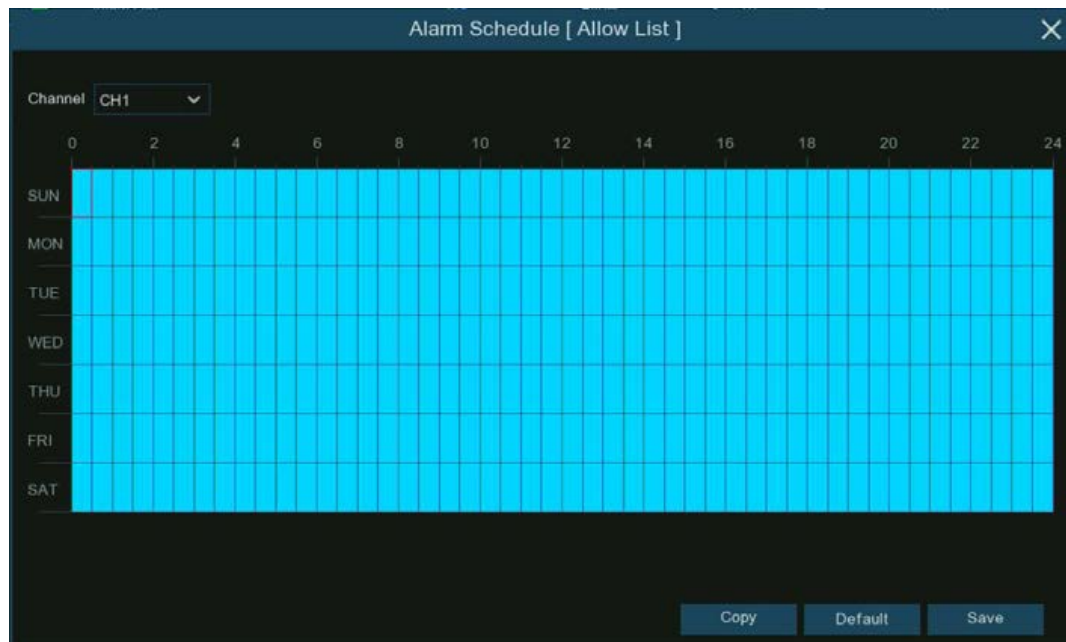 Alarm Schedule [ Allow List ]
Channel CH1
0 2 4 6 8 10 12 14 16 18 20 22 24
SUN
MON
TUE
WED
THU
FRI
SAT
Copy Default Save